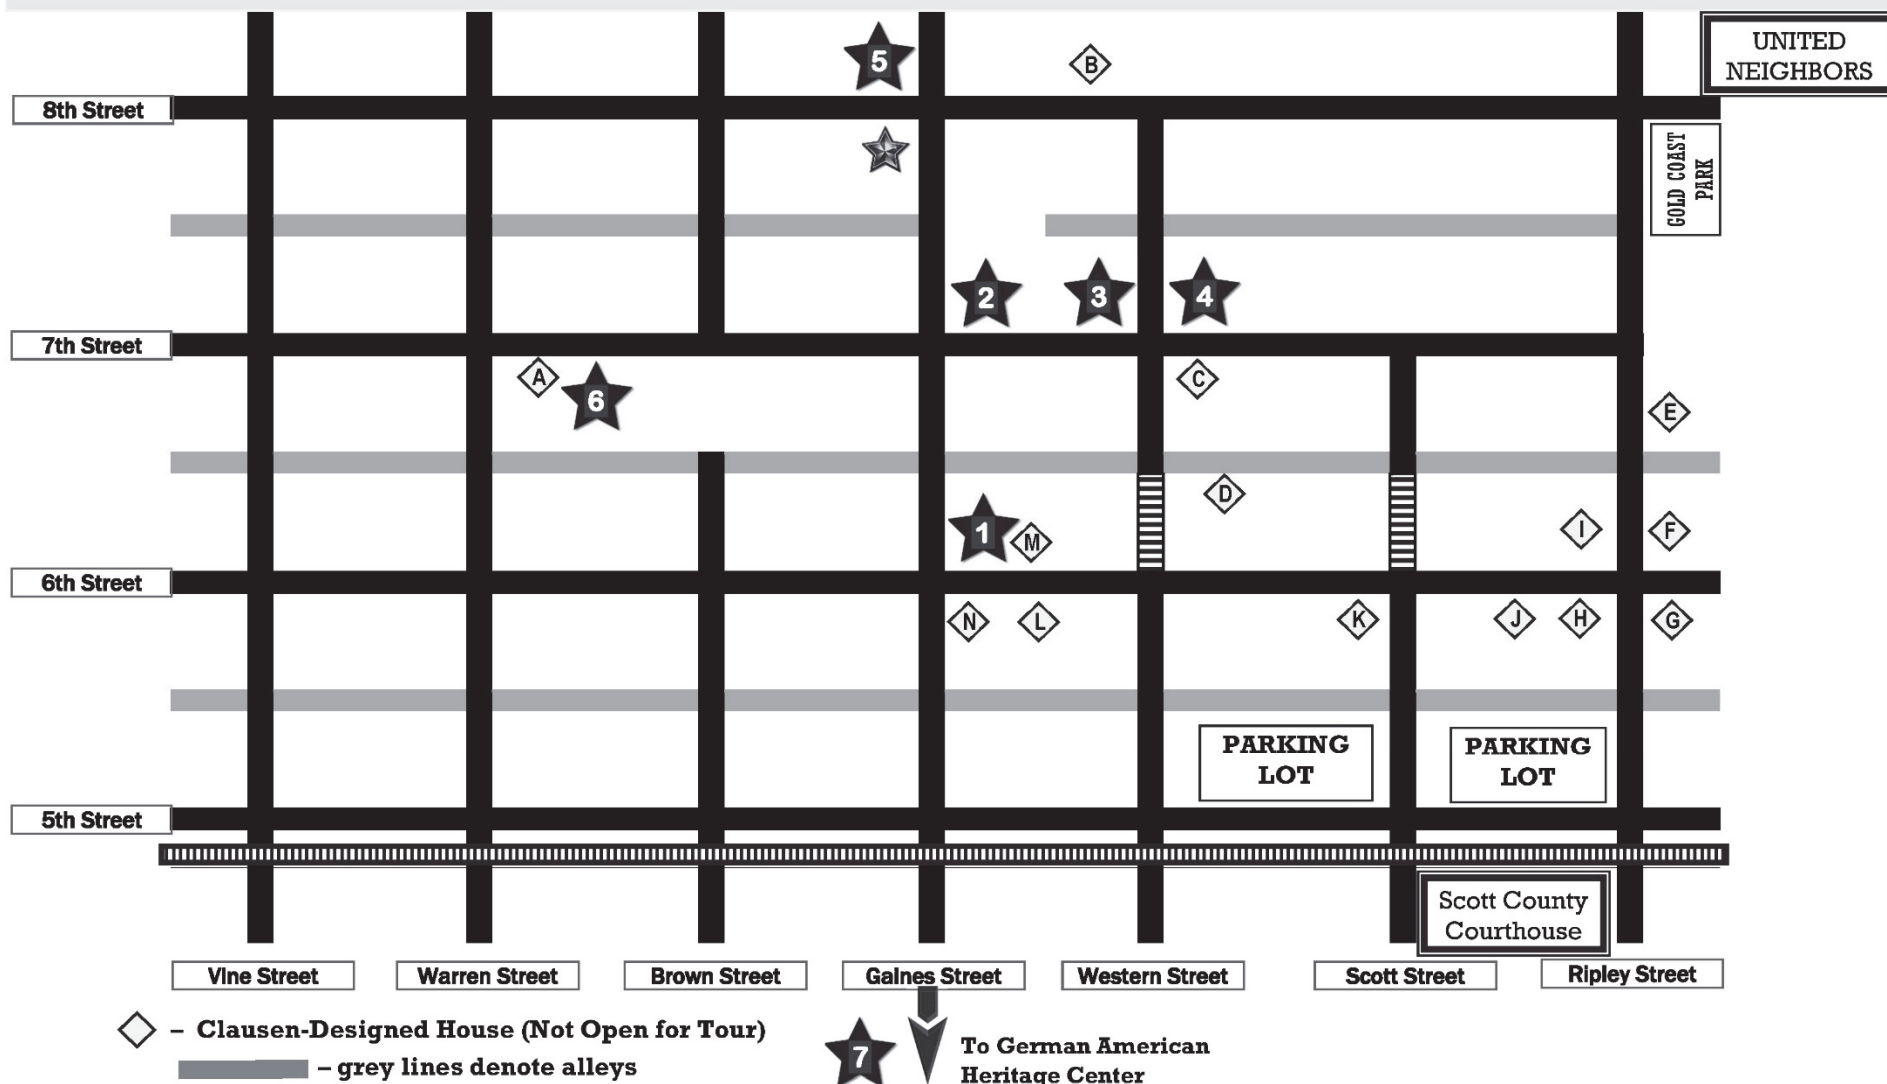 UNITED
NEIGHBORS
5
B
8th Street
GOLD COAST
PARK
2
3
4
7th Street
A
6
C
E
D
1
M
I
F
6th Street
N
L
K
J
H
G
PARKING
LOT
PARKING
LOT
5th Street
Scott County
Courthouse
Vine Street
Warren Street
Brown Street
Gaines Street
Western Street
Scott Street
Ripley Street
– Clausen-Designed House (Not Open for Tour)
– grey lines denote alleys
7
To German American
Heritage Center